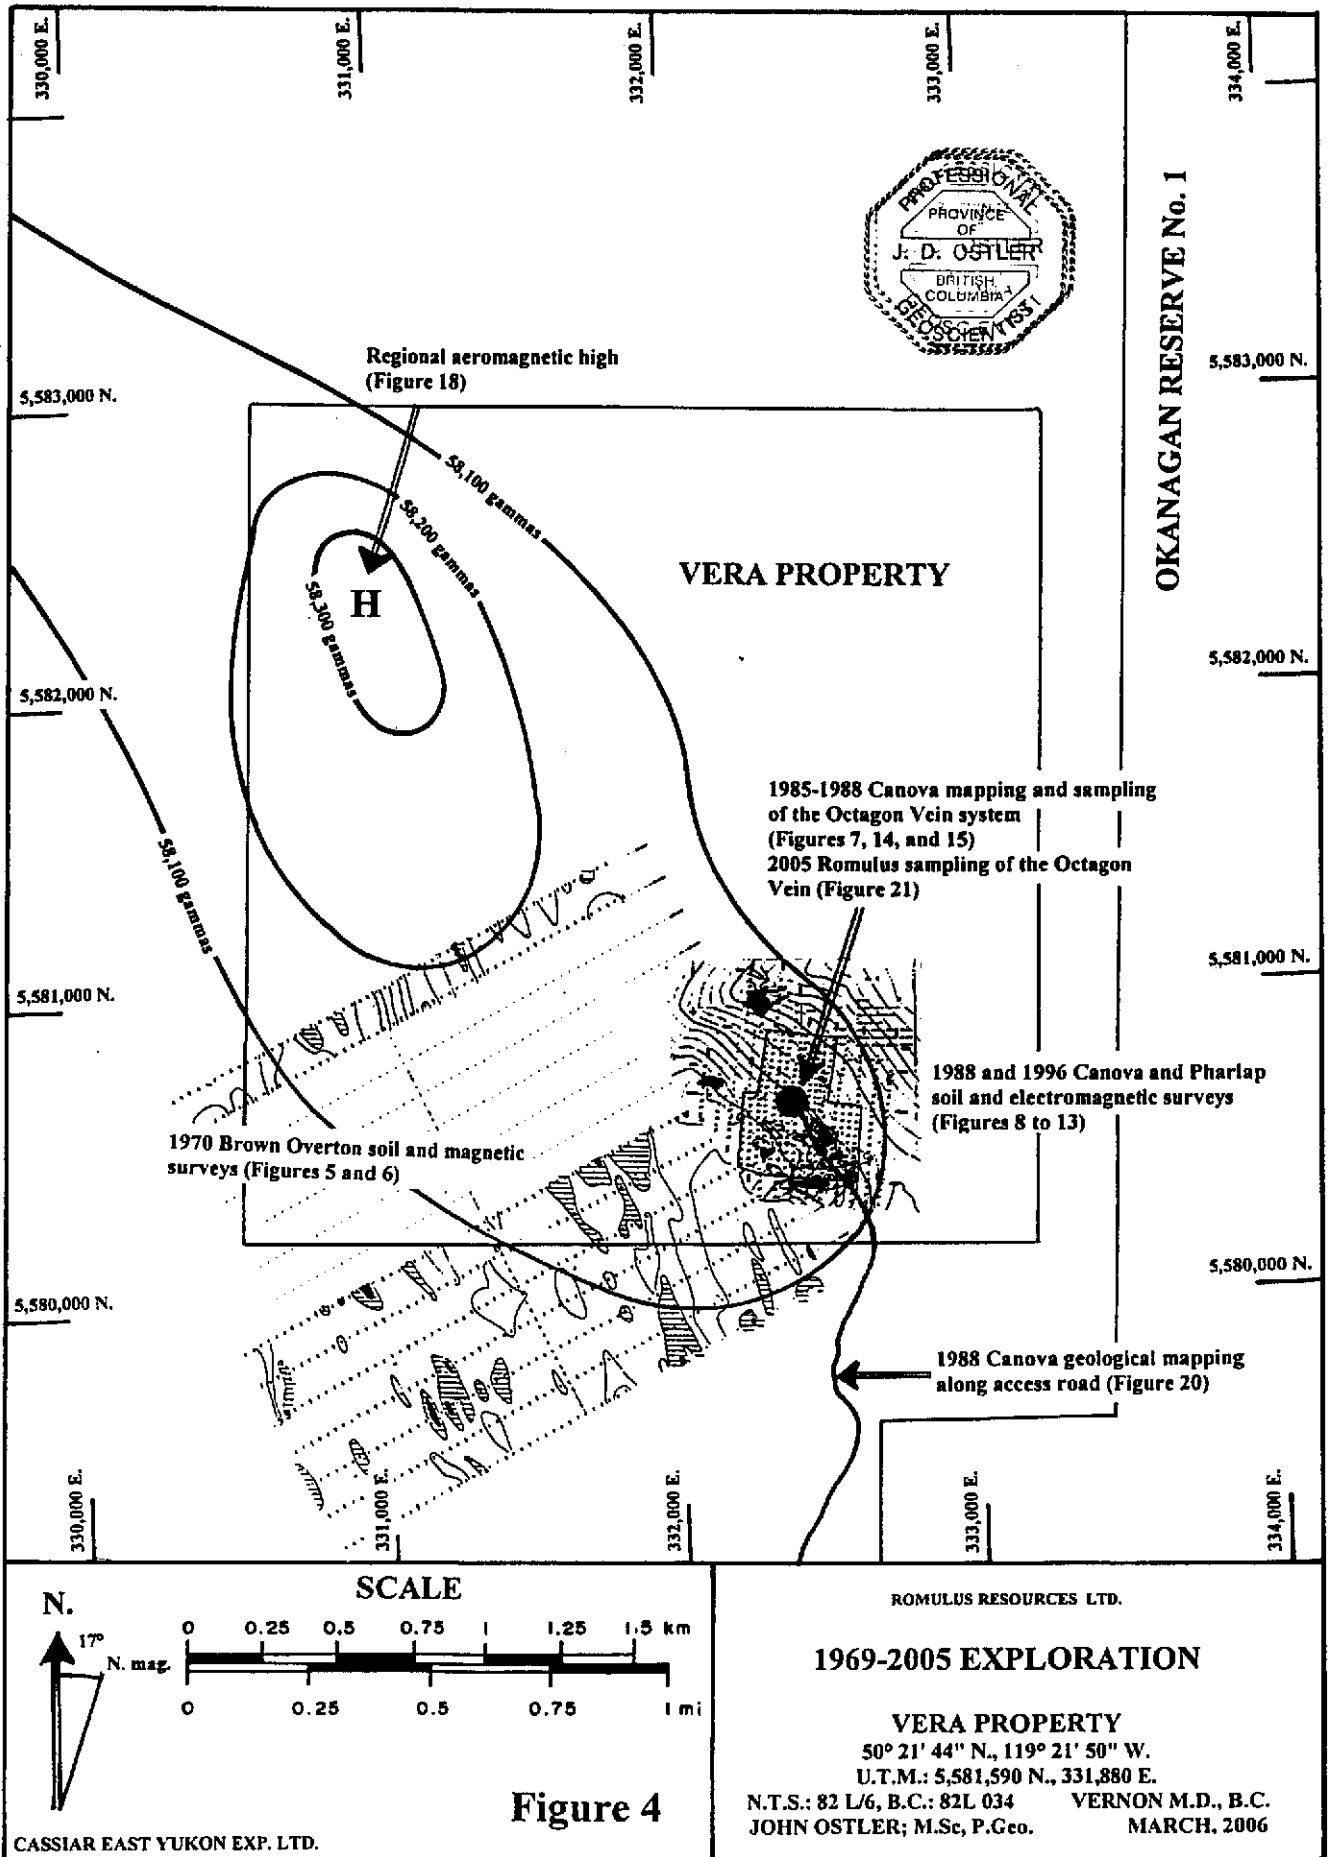 330,000 E.
331,000 E.
332,000 E.
333,000 E.
334,000 E.
PROFESSIONAL
PROVINCE
OF
J. D. OSTLER
BRITISH
COLUMBIA
GEOSCIENTIST
OKANAGAN RESERVE No. 1
Regional aeromagnetic high
(Figure 18)
5,583,000 N.
5,583,000 N.
58,100 gammas
58,200 gammas
58,300 gammas
H
VERA PROPERTY
5,582,000 N.
5,582,000 N.
58,100 gammas
1985-1988 Canova mapping and sampling
of the Octagon Vein system
(Figures 7, 14, and 15)
2005 Romulus sampling of the Octagon
Vein (Figure 21)
5,581,000 N.
5,581,000 N.
1988 and 1996 Canova and Pharlap
soil and electromagnetic surveys
(Figures 8 to 13)
1970 Brown Overton soil and magnetic
surveys (Figures 5 and 6)
5,580,000 N.
5,580,000 N.
1988 Canova geological mapping
along access road (Figure 20)
330,000 E.
331,000 E.
332,000 E.
333,000 E.
334,000 E.
N.
17°
N. mag.
SCALE
0 0.25 0.5 0.75 1 1.25 1.5 km
0 0.25 0.5 0.75 1 mi
Figure 4
CASSIAR EAST YUKON EXP. LTD.
ROMULUS RESOURCES LTD.
1969-2005 EXPLORATION
VERA PROPERTY
50° 21' 44" N., 119° 21' 50" W.
U.T.M.: 5,581,590 N., 331,880 E.
N.T.S.: 82 L/6, B.C.: 82L 034 VERNON M.D., B.C.
JOHN OSTLER; M.Sc, P.Geo. MARCH, 2006